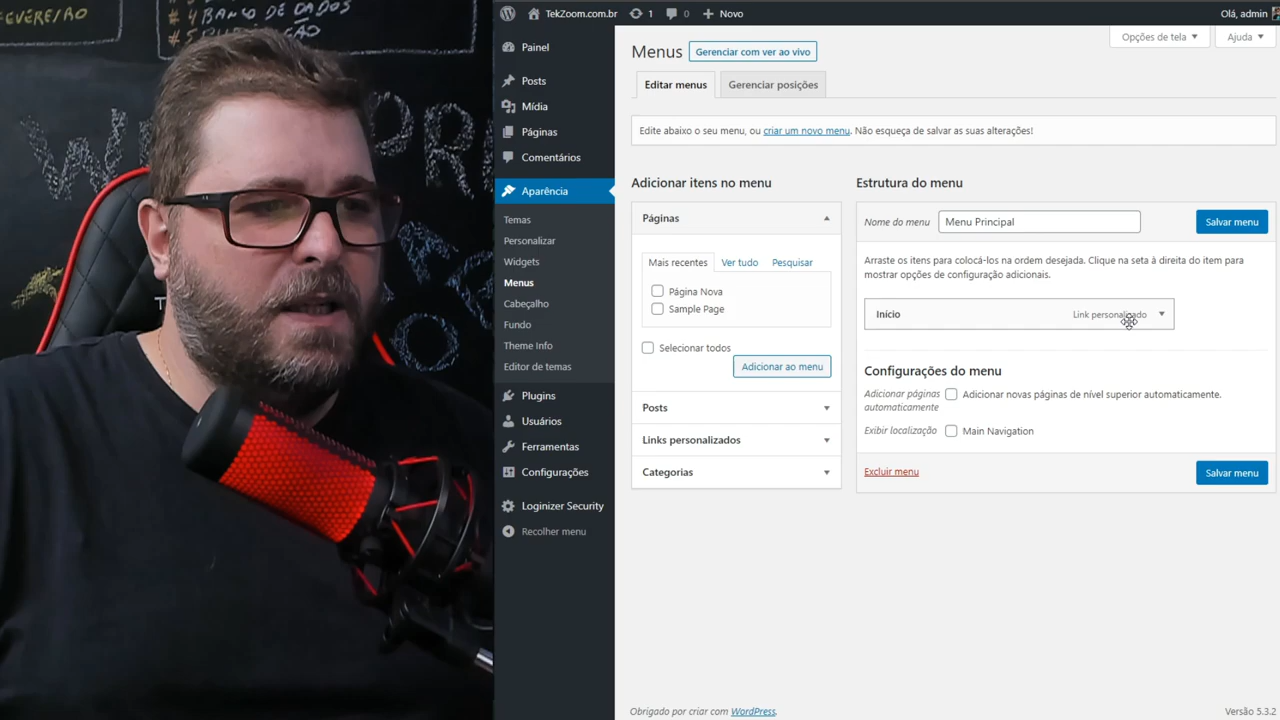 FEVEREIRO
# 4 BANCO DE DADOS
TekZoom.com.br
1
0
Novo
Olá, admin
Painel
Posts
Mídia
Páginas
Comentários
Aparência
Temas
Personalizar
Widgets
Menus
Cabeçalho
Fundo
Theme Info
Editor de temas
Plugins
Usuários
Ferramentas
Configurações
Loginizer Security
Recolher menu
Opções de tela
Ajuda
Menus
Gerenciar com ver ao vivo
Editar menus
Gerenciar posições
Edite abaixo o seu menu, ou criar um novo menu. Não esqueça de salvar as suas alterações!
Adicionar itens no menu
Páginas
Mais recentes
Ver tudo
Pesquisar
Página Nova
Sample Page
Selecionar todos
Adicionar ao menu
Posts
Links personalizados
Categorias
Estrutura do menu
Nome do menu
Menu Principal
Salvar menu
Arraste os itens para colocá-los na ordem desejada. Clique na seta à direita do item para
mostrar opções de configuração adicionais.
Início
Link personalizado
Configurações do menu
Adicionar páginas
automaticamente
Adicionar novas páginas de nível superior automaticamente.
Exibir localização
Main Navigation
Excluir menu
Salvar menu
Obrigado por criar com WordPress.
Versão 5.3.2